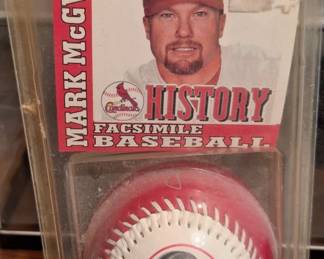 MARK McGW
Cardinals
HISTORY
FACSIMILE
BASEBALL